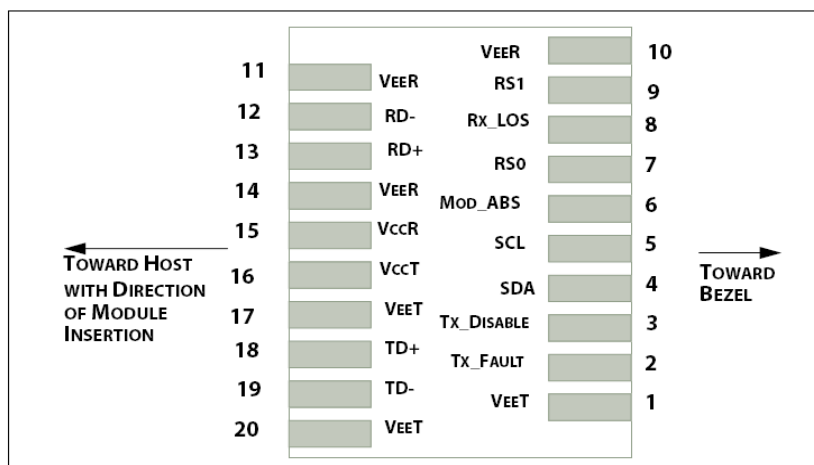 11 VEER
12 RD-
13 RD+
14 VEER
15 VCCR
16 VCCT
17 VEET
18 TD+
19 TD-
20 VEET
TOWARD HOST
WITH DIRECTION
OF MODULE
INSERTION
VEER 10
RS1 9
RX_LOS 8
RS0 7
MOD_ABS 6
SCL 5
SDA 4
TX_DISABLE 3
TX_FAULT 2
VEET 1
TOWARD
BEZEL